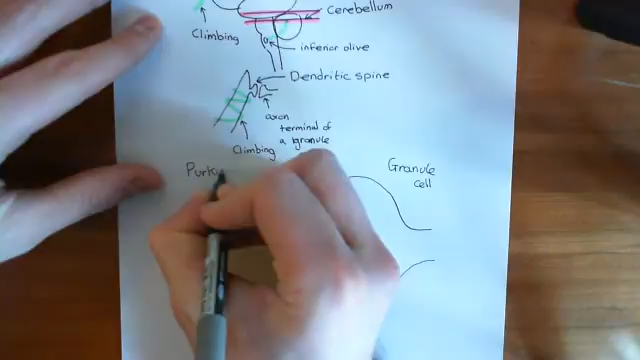 Cerebellum
Climbing
inferior olive
Dendritic spine
axon
terminal of
a granule
Climbing
Purk
Granule
cell